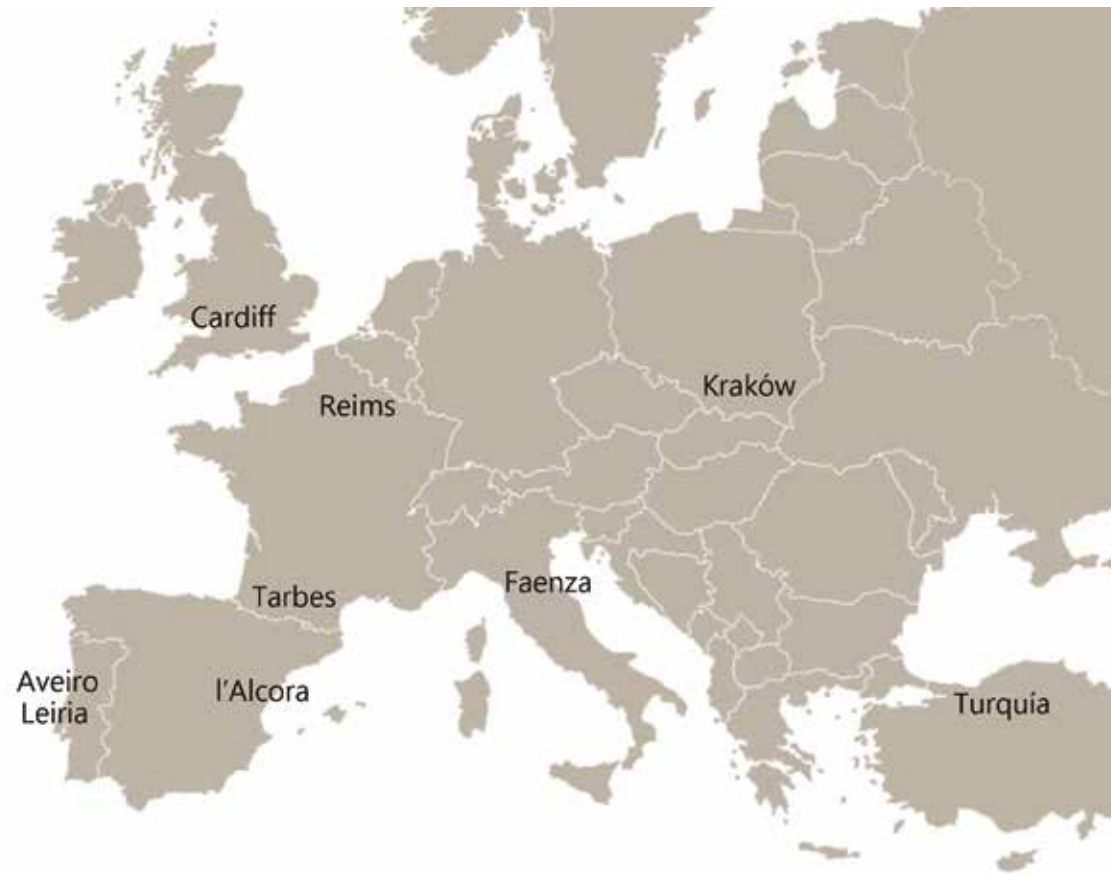 Cardiff
Kraków
Reims
Faenza
Tarbes
Aveiro
Leiria
l'Alcora
Turquía